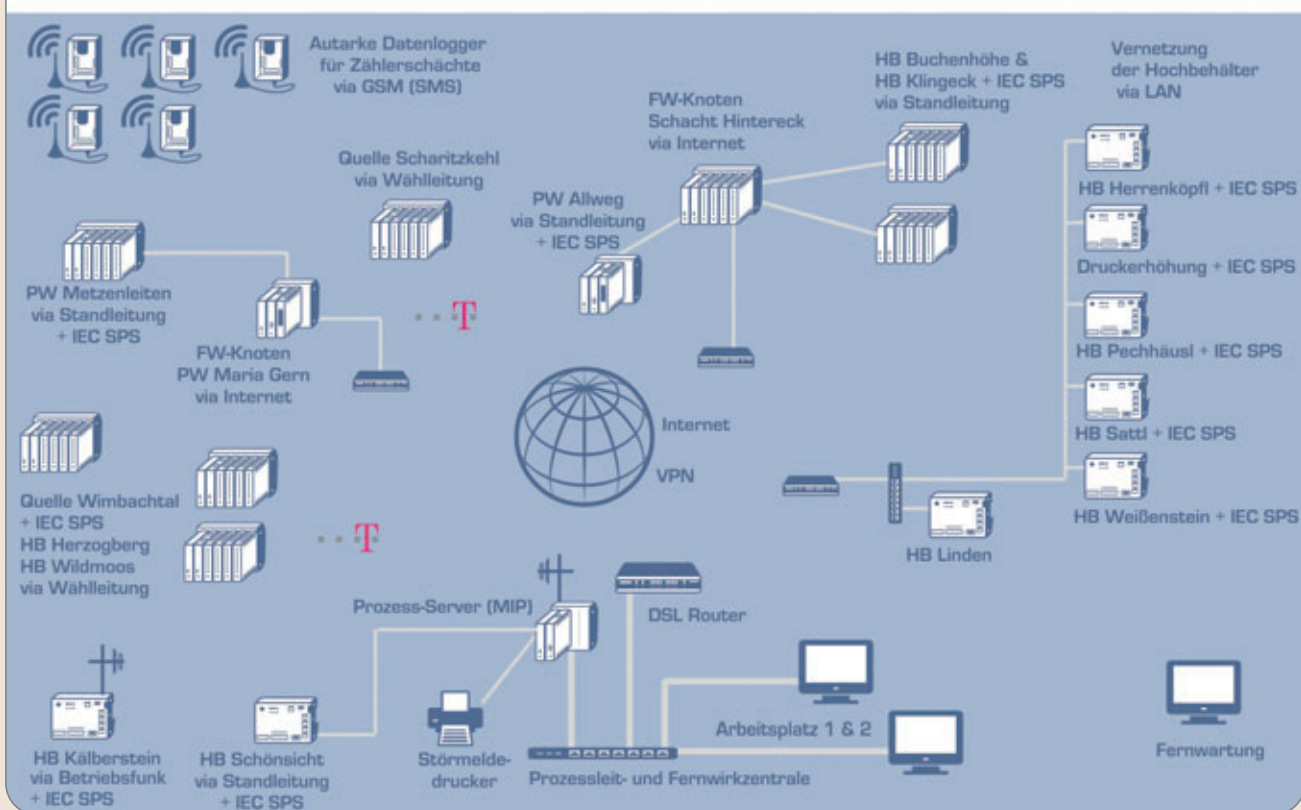 Autarke Datenlogger
für Zählerschächte
via GSM (SMS)
Quelle Scharitzkehl
via Wählleitung
FW-Knoten
Schacht Hintereck
via Internet
HB Buchenhöhe &
HB Klingeck + IEC SPS
via Standleitung
Vernetzung
der Hochbehälter
via LAN
PW Allweg
via Standleitung
+ IEC SPS
HB Herrenköpfl + IEC SPS
Druckerhöhung + IEC SPS
PW Metzenleiten
via Standleitung
+ IEC SPS
FW-Knoten
PW Maria Gern
via Internet
T
HB Pechhäusl + IEC SPS
HB Sattl + IEC SPS
Internet
VPN
Quelle Wimbachtal
+ IEC SPS
HB Herzogberg
HB Wildmoos
via Wählleitung
T
HB Weißenstein + IEC SPS
HB Linden
Prozess-Server (MIP)
DSL Router
Arbeitsplatz 1 & 2
Fernwartung
HB Kälberstein
via Betriebsfunk
+ IEC SPS
HB Schönsicht
via Standleitung
+ IEC SPS
Störmelde-
drucker
Prozessleit- und Fernwirkzentrale